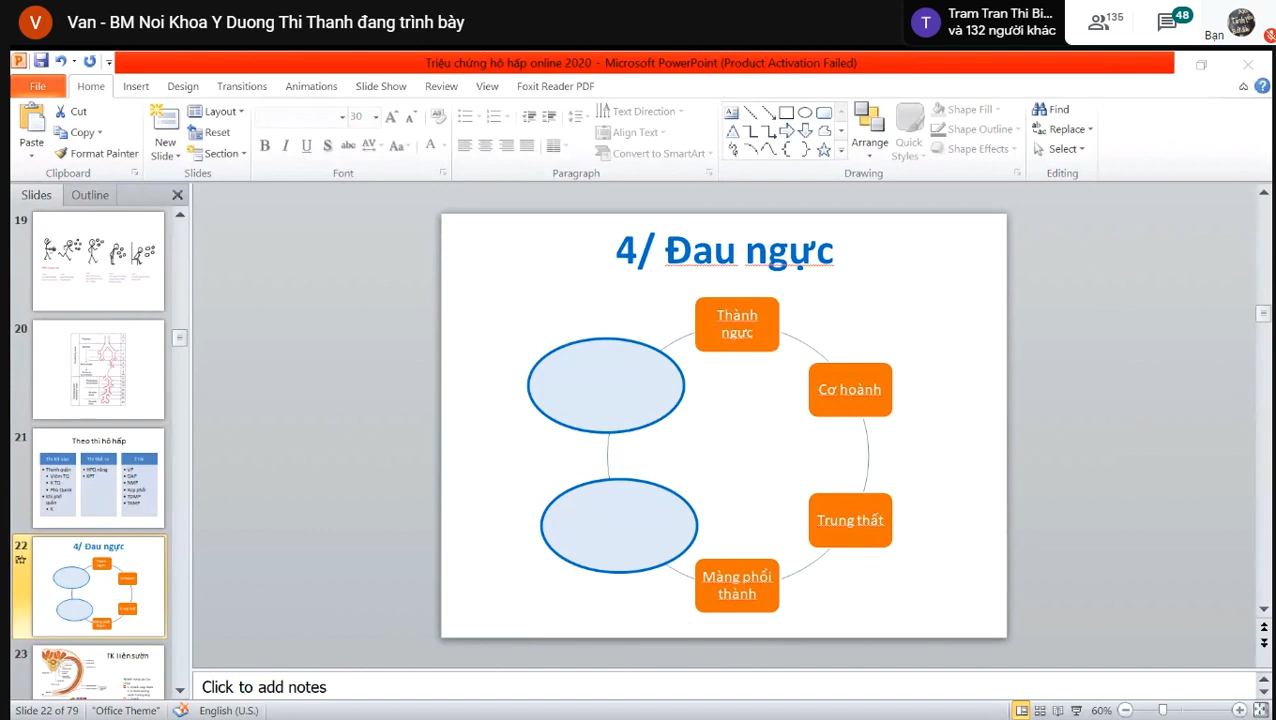 V
Van - BM Noi Khoa Y Duong Thi Thanh đang trình bày
T
Tram Tran Thi Bi...
và 132 người khác
135
48
Bạn
Triệu chứng hô hấp online 2020 - Microsoft PowerPoint (Product Activation Failed)
File
Home
Insert
Design
Transitions
Animations
Slide Show
Review
View
Foxit Reader PDF
Paste
Cut
Copy
Format Painter
Clipboard
New
Slide
Layout
Reset
Section
Slides
30
B I U S abc AV Aa A
Font
Text Direction
Align Text
Convert to SmartArt
Paragraph
Arrange
Quick
Styles
Shape Fill
Shape Outline
Shape Effects
Drawing
Find
Replace
Select
Editing
Slides
Outline
19
20
21
Theo thì hô hấp
22
4/ Đau ngực
23
TK liên sườn
4/ Đau ngực
Thành
ngực
Cơ hoành
Trung thất
Màng phổi
thành
Click to add notes
Slide 22 of 79
"Office Theme"
English (U.S.)
60%